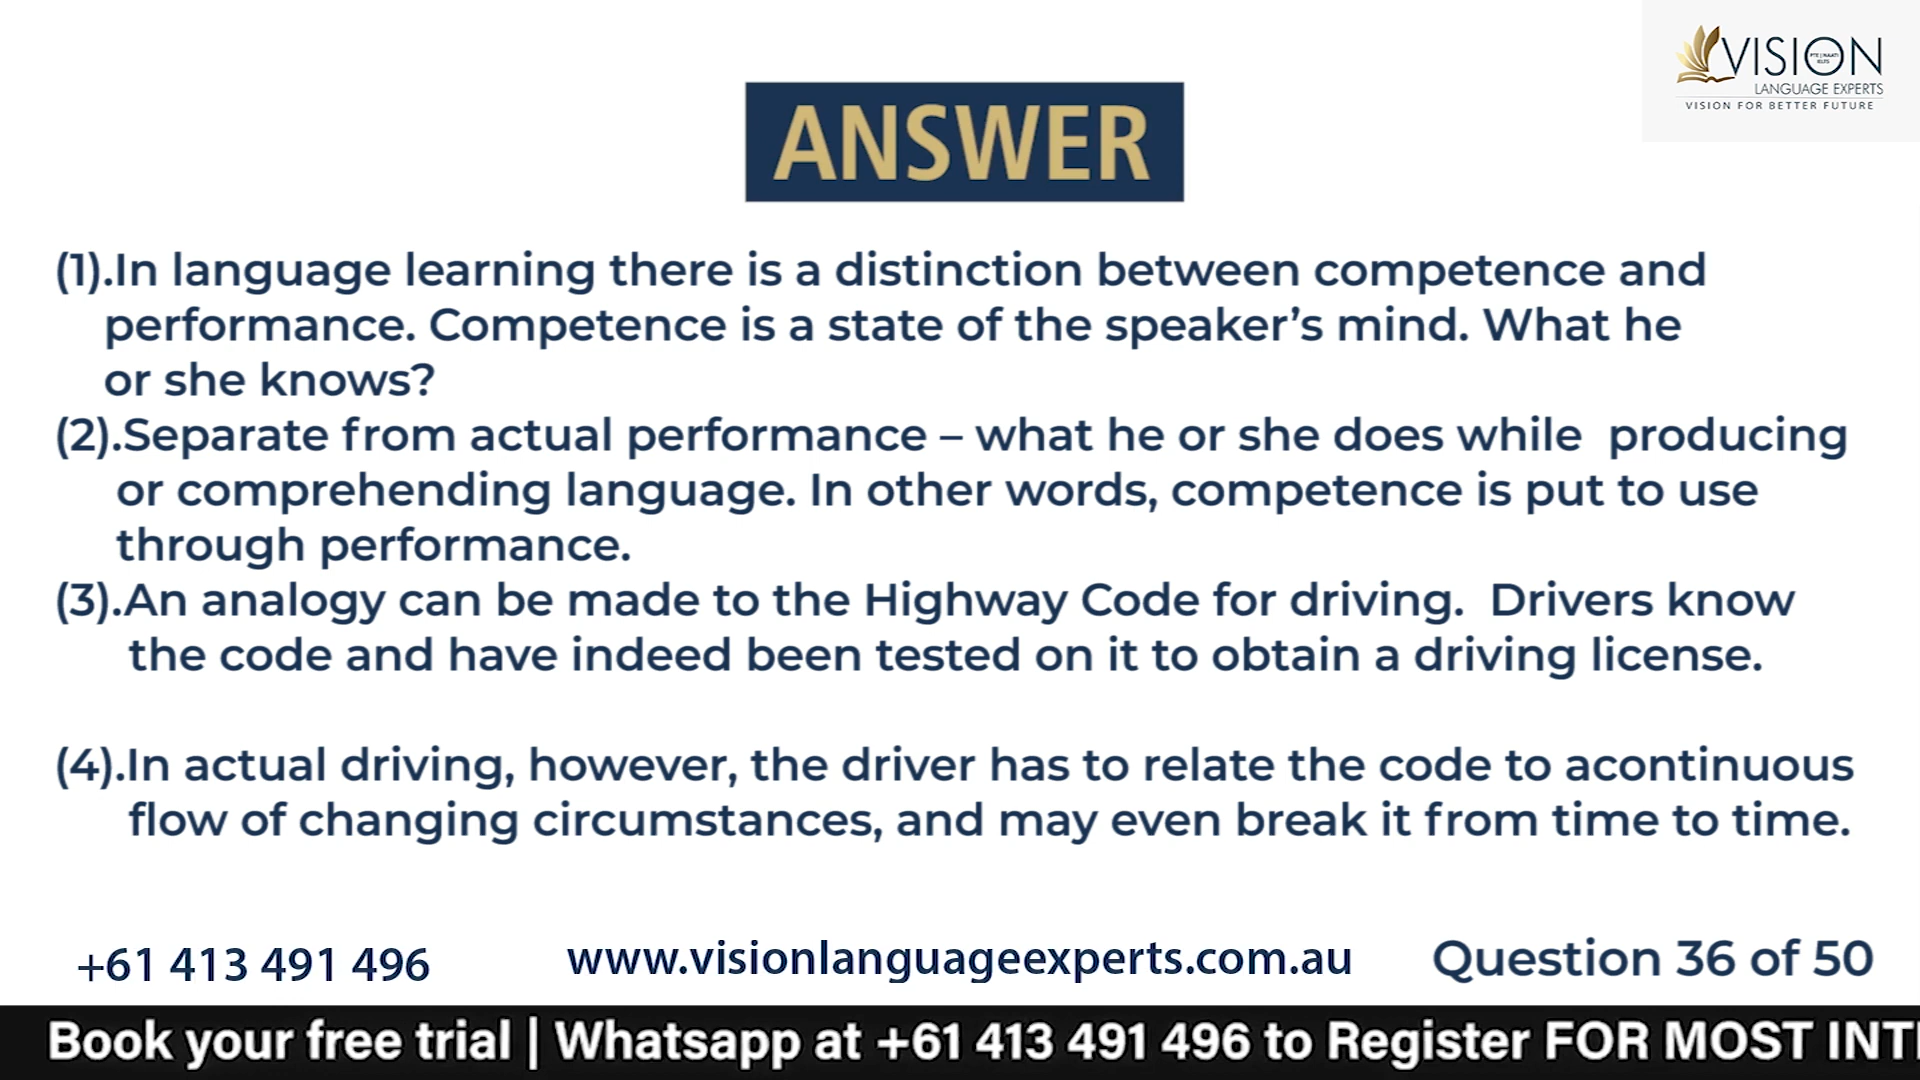 VISION
LANGUAGE EXPERTS
VISION FOR BETTER FUTURE
ANSWER
(1).In language learning there is a distinction between competence and
performance. Competence is a state of the speaker’s mind. What he
or she knows?
(2).Separate from actual performance – what he or she does while producing
or comprehending language. In other words, competence is put to use
through performance.
(3).An analogy can be made to the Highway Code for driving. Drivers know
the code and have indeed been tested on it to obtain a driving license.
(4).In actual driving, however, the driver has to relate the code to acontinuous
flow of changing circumstances, and may even break it from time to time.
+61 413 491 496
www.visionlanguageexperts.com.au
Question 36 of 50
Book your free trial | Whatsapp at +61 413 491 496 to Register FOR MOST